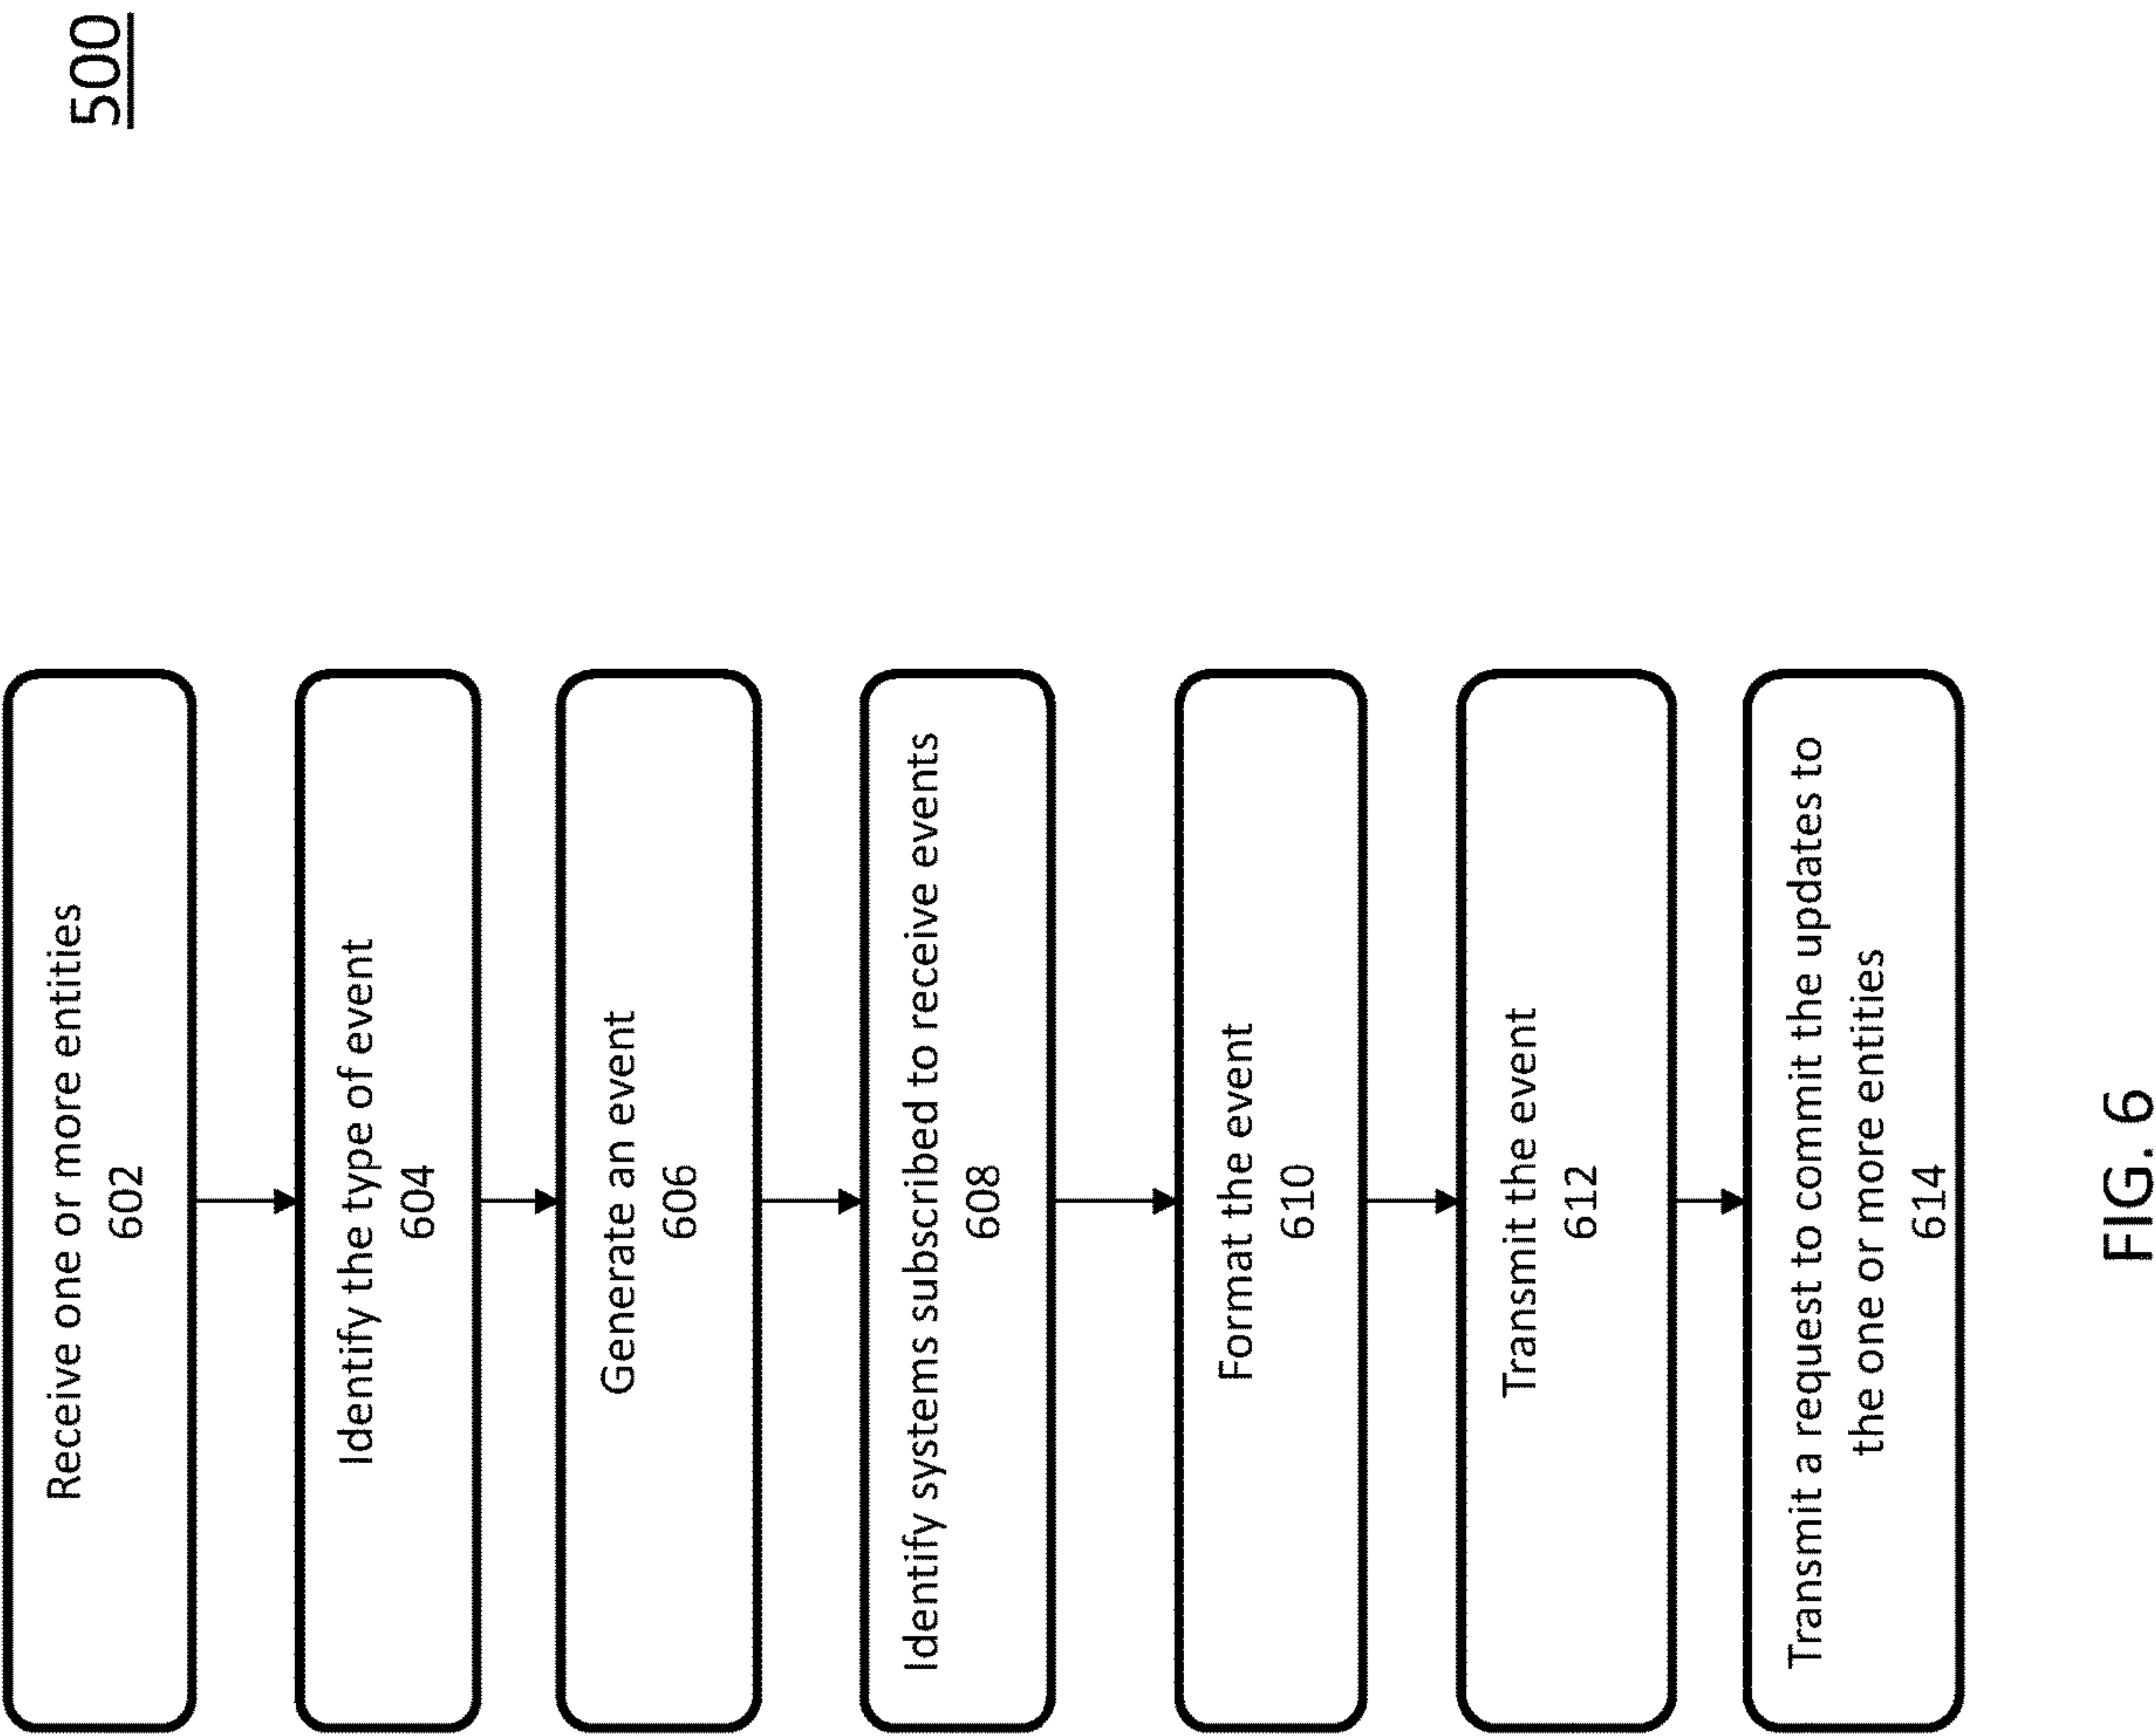 500
Receive one or more entities
602
Identify the type of event
604
Generate an event
606
Identify systems subscribed to receive events
608
Format the event
610
Transmit the event
612
Transmit a request to commit the updates to
the one or more entities
614
FIG. 6